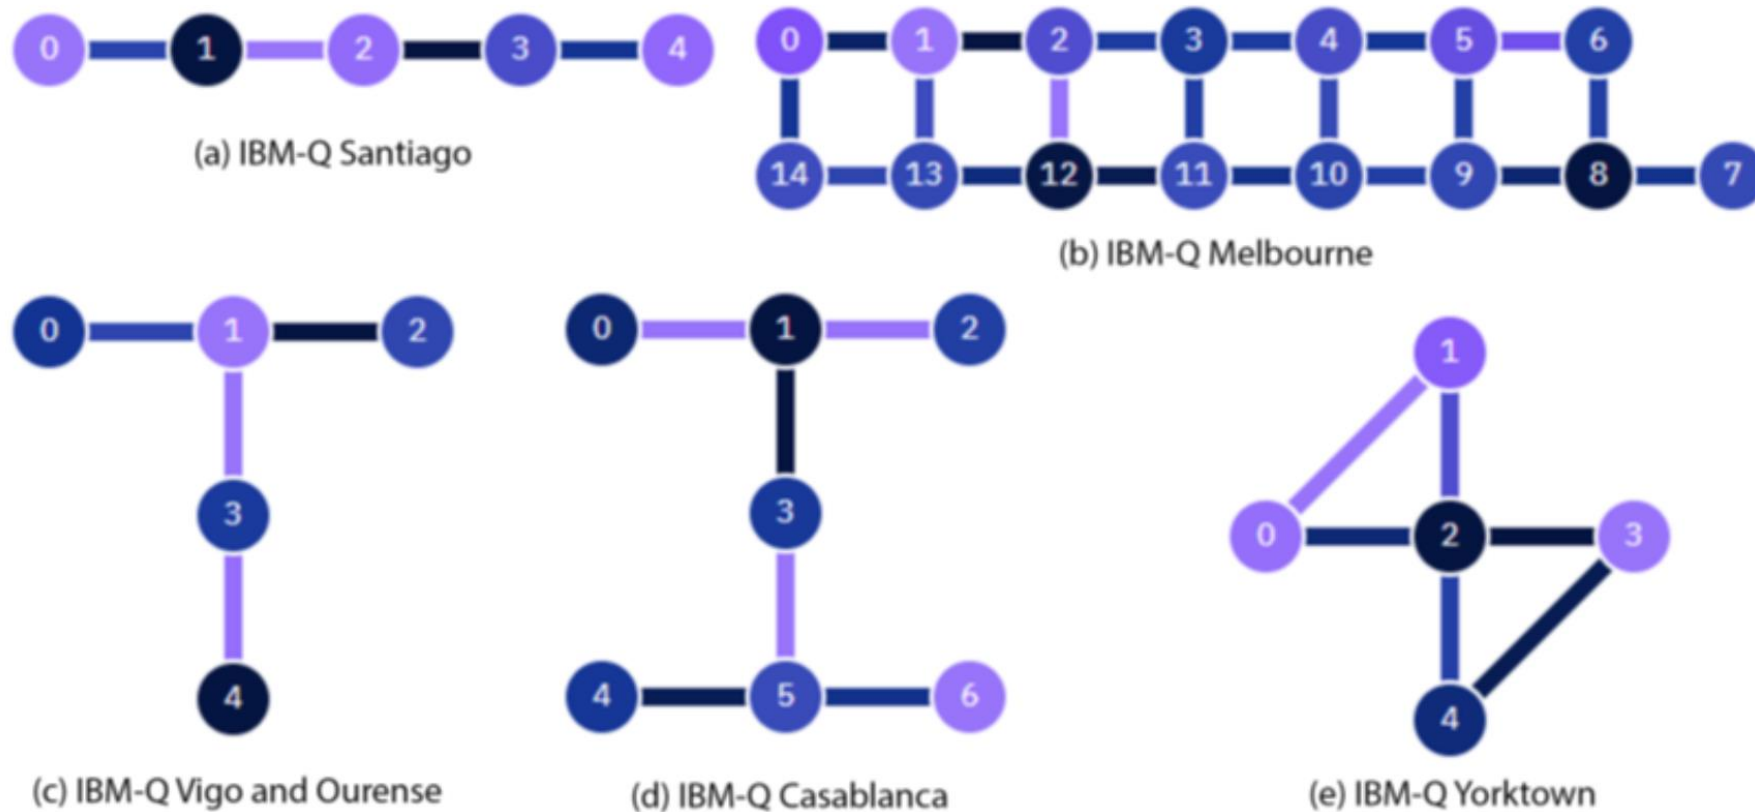 0 1 2 3 4
(a) IBM-Q Santiago
0 1 2 3 4 5 6
14 13 12 11 10 9 8 7
(b) IBM-Q Melbourne
0 1 2
3
4
(c) IBM-Q Vigo and Ourense
0 1 2
3
4 5 6
(d) IBM-Q Casablanca
1
0 2 3
4
(e) IBM-Q Yorktown